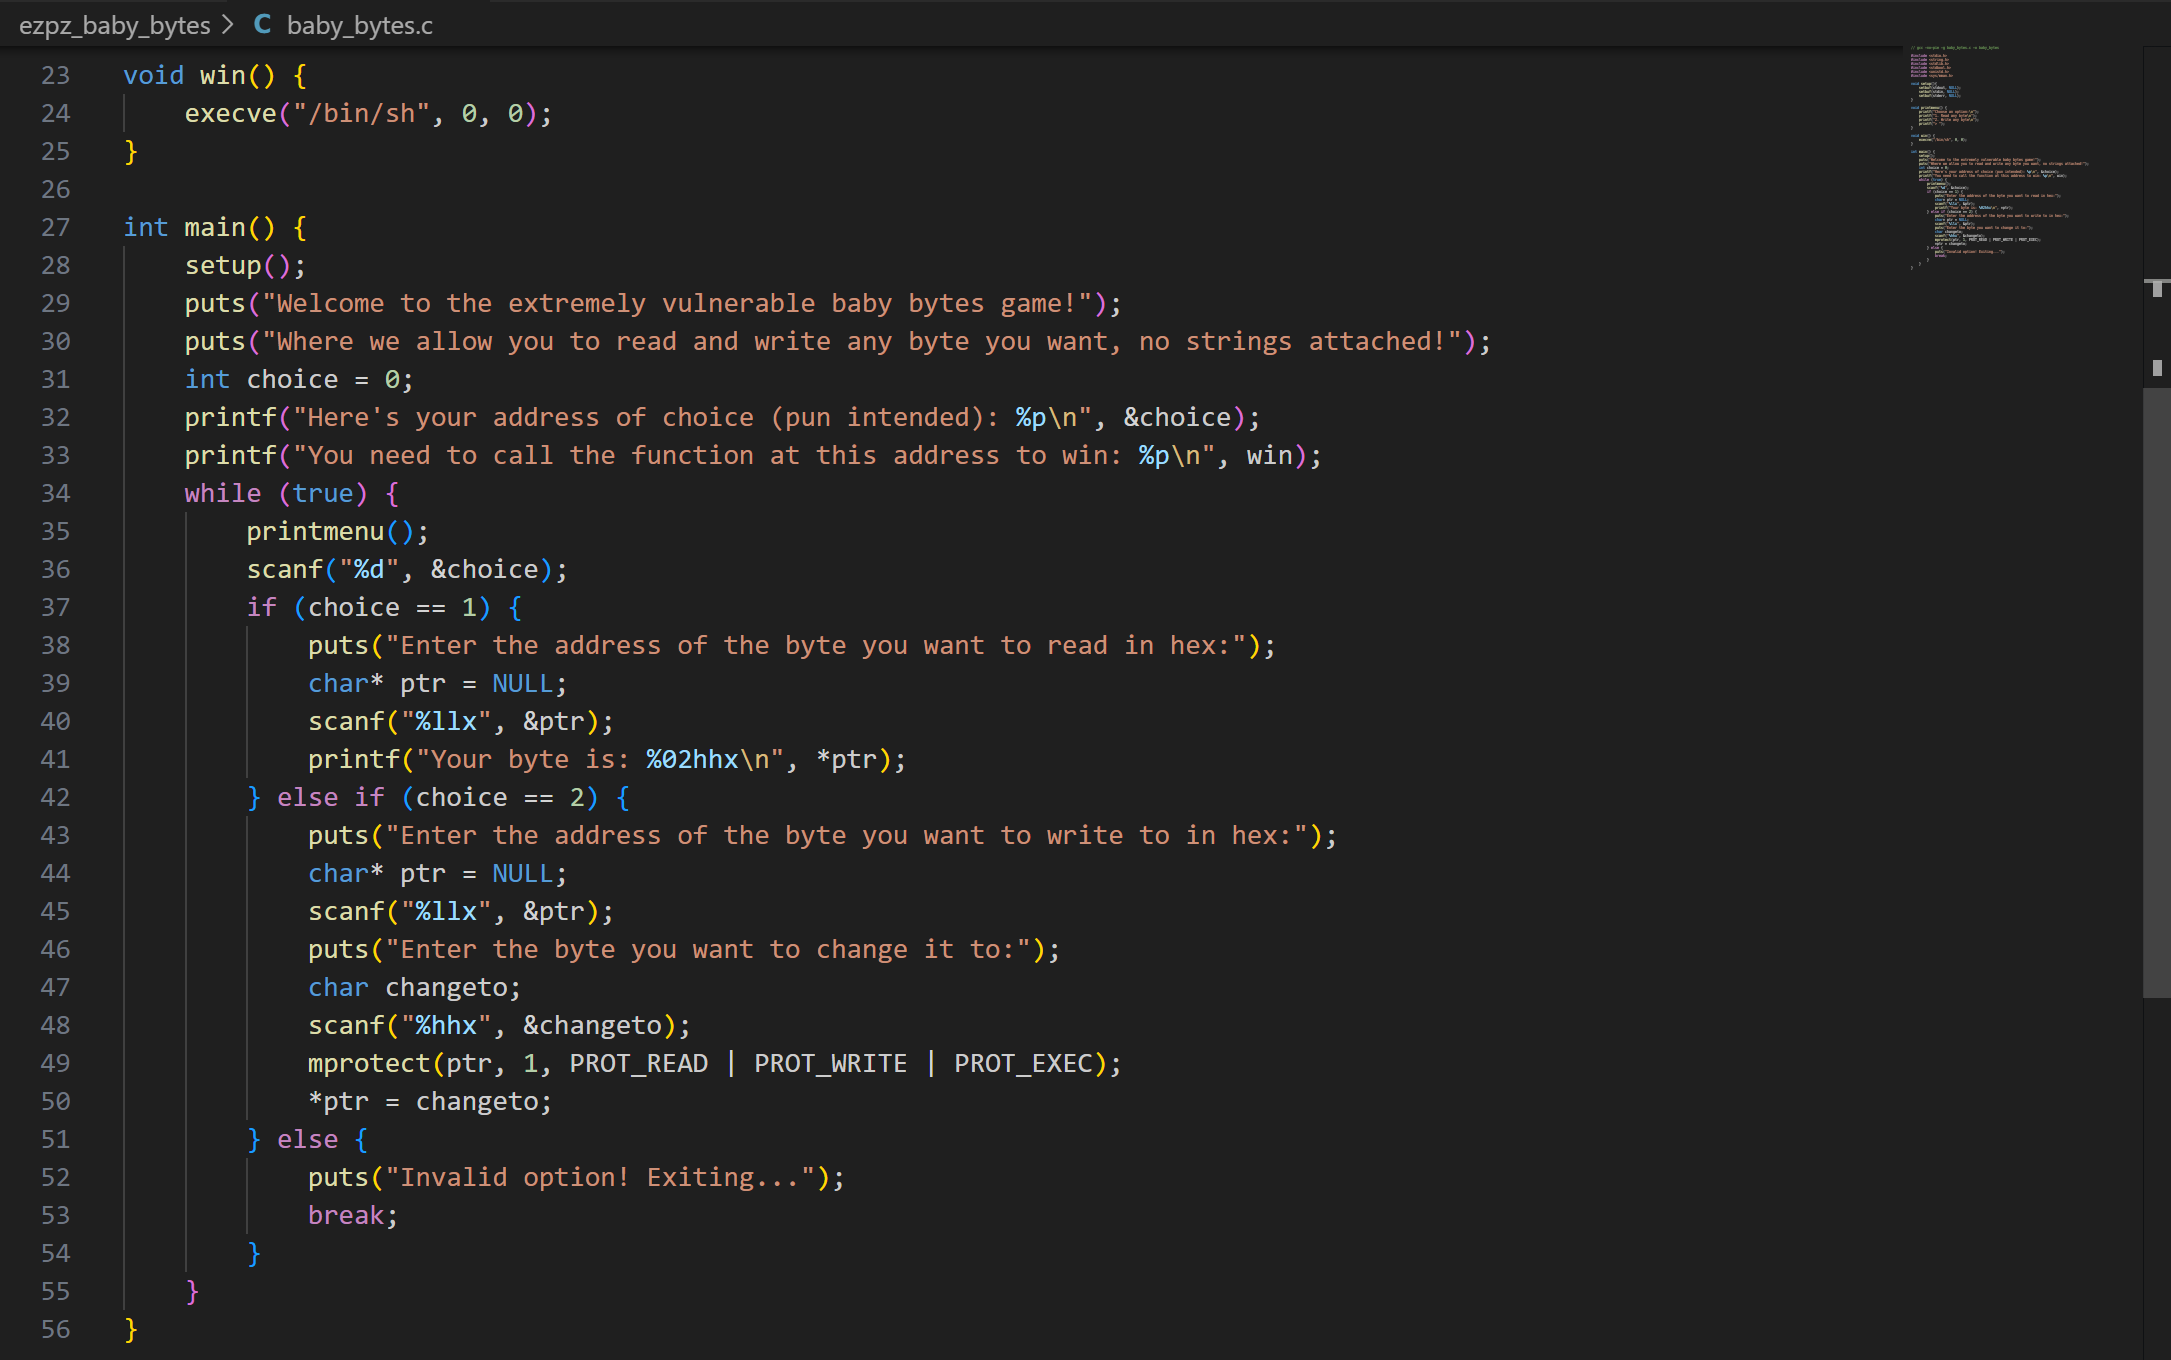 ezpz_baby_bytes > C baby_bytes.c
23 void win() {
24     execve("/bin/sh", 0, 0);
25 }
26
27 int main() {
28     setup();
29     puts("Welcome to the extremely vulnerable baby bytes game!");
30     puts("Where we allow you to read and write any byte you want, no strings attached!");
31     int choice = 0;
32     printf("Here's your address of choice (pun intended): %p\n", &choice);
33     printf("You need to call the function at this address to win: %p\n", win);
34     while (true) {
35         printmenu();
36         scanf("%d", &choice);
37         if (choice == 1) {
38             puts("Enter the address of the byte you want to read in hex:");
39             char* ptr = NULL;
40             scanf("%llx", &ptr);
41             printf("Your byte is: %02hhx\n", *ptr);
42         } else if (choice == 2) {
43             puts("Enter the address of the byte you want to write to in hex:");
44             char* ptr = NULL;
45             scanf("%llx", &ptr);
46             puts("Enter the byte you want to change it to:");
47             char changeto;
48             scanf("%hhx", &changeto);
49             mprotect(ptr, 1, PROT_READ | PROT_WRITE | PROT_EXEC);
50             *ptr = changeto;
51         } else {
52             puts("Invalid option! Exiting...");
53             break;
54         }
55     }
56 }